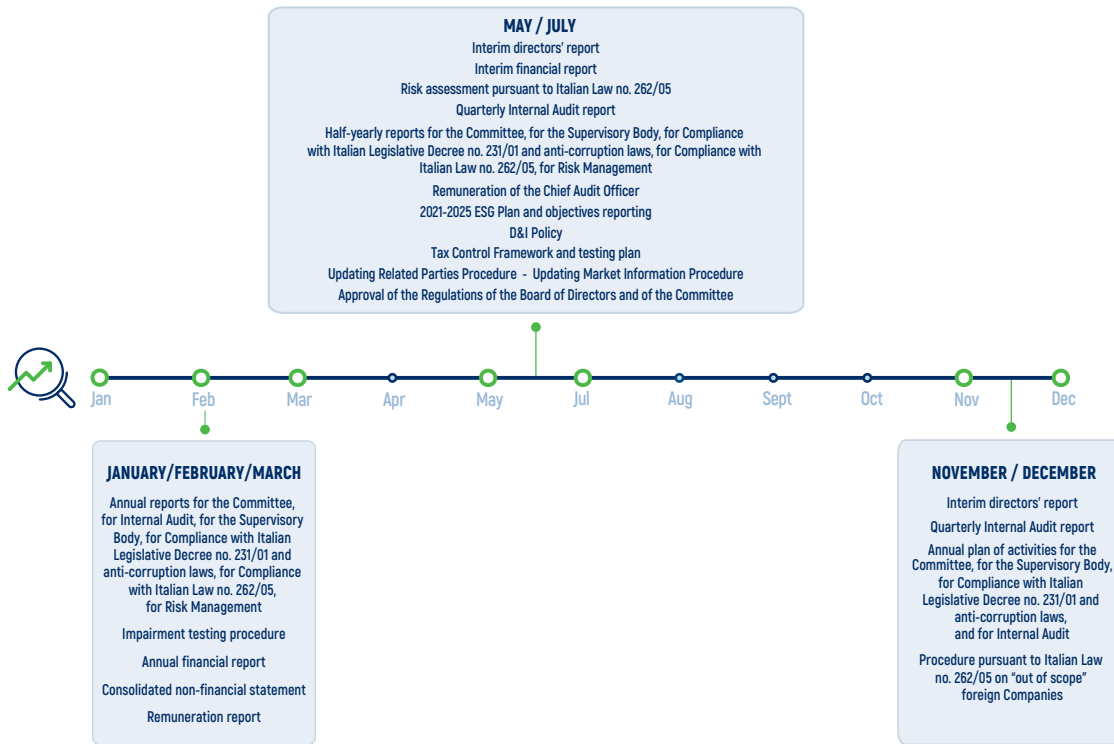 MAY / JULY
Interim directors' report
Interim financial report
Risk assessment pursuant to Italian Law no. 262/05
Quarterly Internal Audit report
Half-yearly reports for the Committee, for the Supervisory Body, for Compliance
with Italian Legislative Decree no. 231/01 and anti-corruption laws, for Compliance with
Italian Law no. 262/05, for Risk Management
Remuneration of the Chief Audit Officer
2021-2025 ESG Plan and objectives reporting
D&I Policy
Tax Control Framework and testing plan
Updating Related Parties Procedure - Updating Market Information Procedure
Approval of the Regulations of the Board of Directors and of the Committee
Jan Feb Mar Apr May Jul Aug Sept Oct Nov Dec
JANUARY/FEBRUARY/MARCH
Annual reports for the Committee,
for Internal Audit, for the Supervisory
Body, for Compliance with Italian
Legislative Decree no. 231/01 and
anti-corruption laws, for Compliance
with Italian Law no. 262/05,
for Risk Management
Impairment testing procedure
Annual financial report
Consolidated non-financial statement
Remuneration report
NOVEMBER / DECEMBER
Interim directors' report
Quarterly Internal Audit report
Annual plan of activities for the
Committee, for the Supervisory Body,
for Compliance with Italian
Legislative Decree no. 231/01 and
anti-corruption laws,
and for Internal Audit
Procedure pursuant to Italian Law
no. 262/05 on "out of scope"
foreign Companies